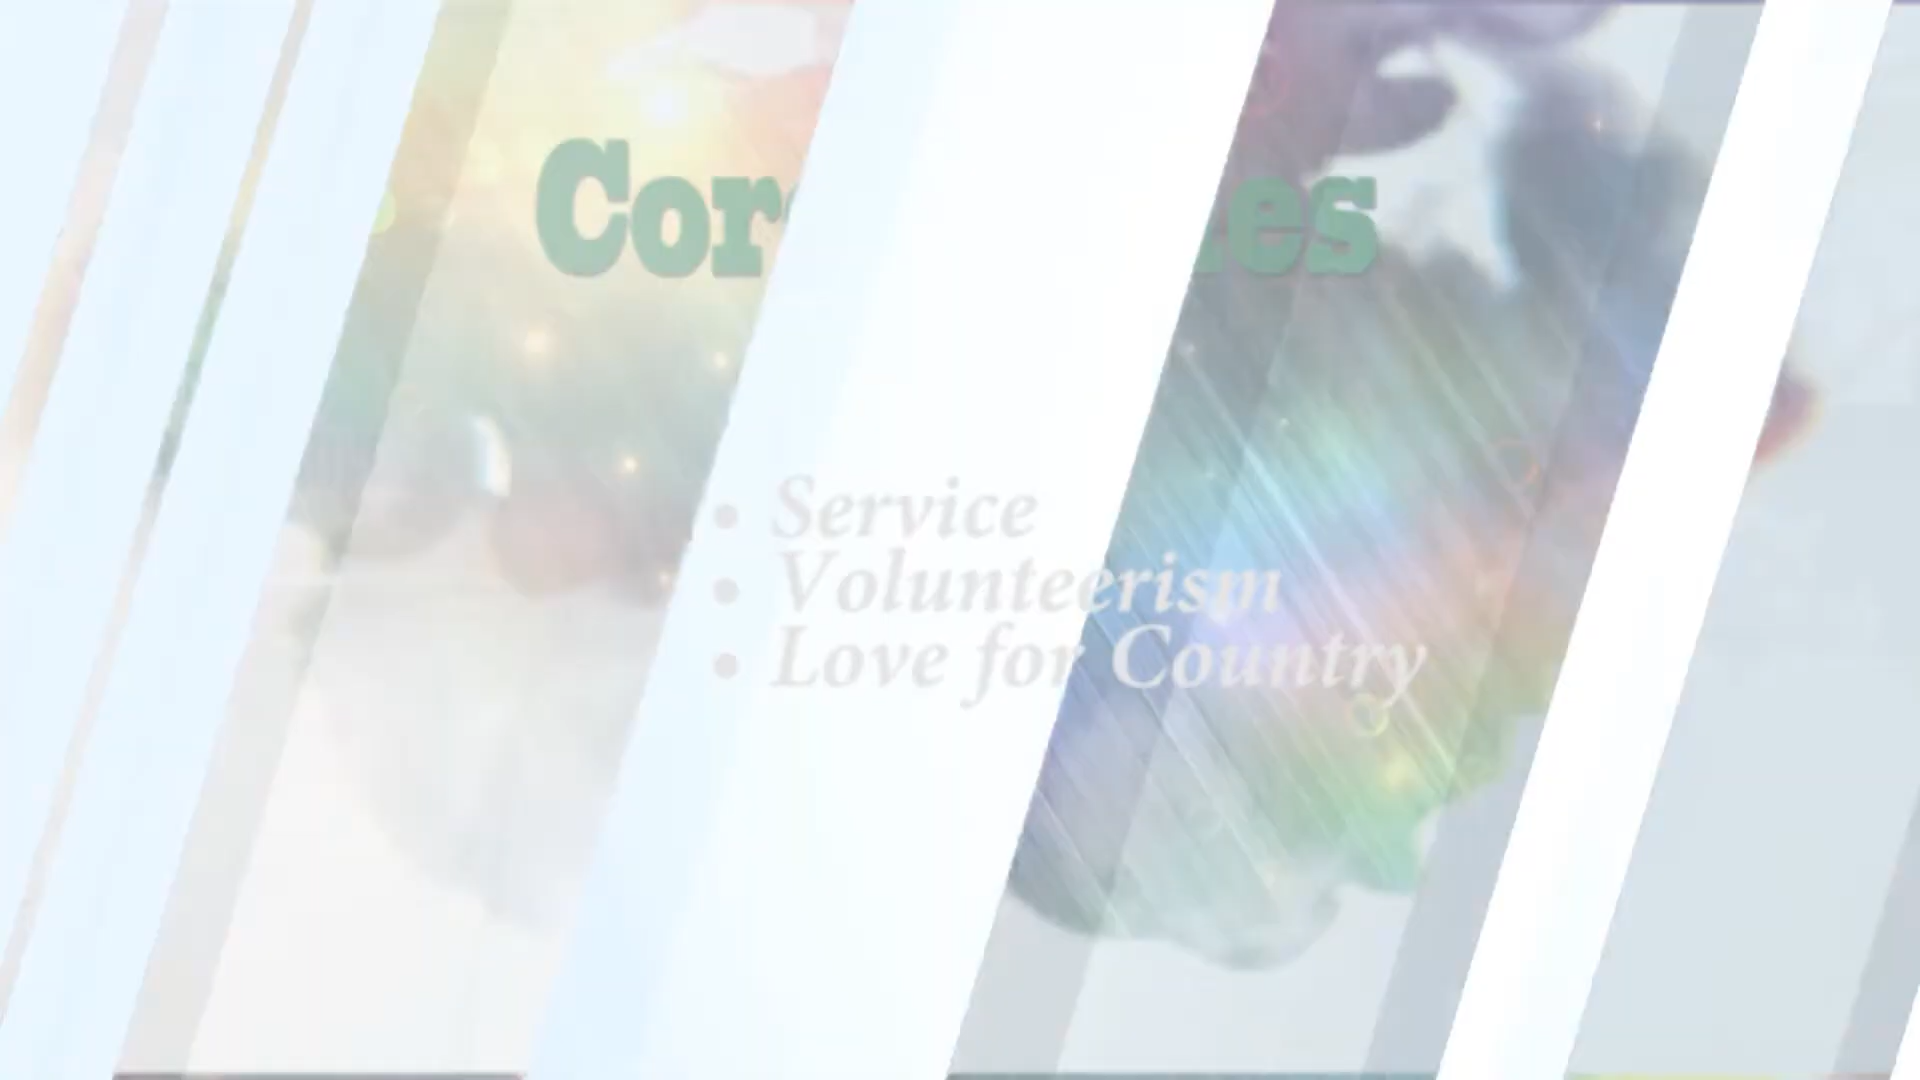 Cor es
• Service
• Volunteerism
• Love for Country